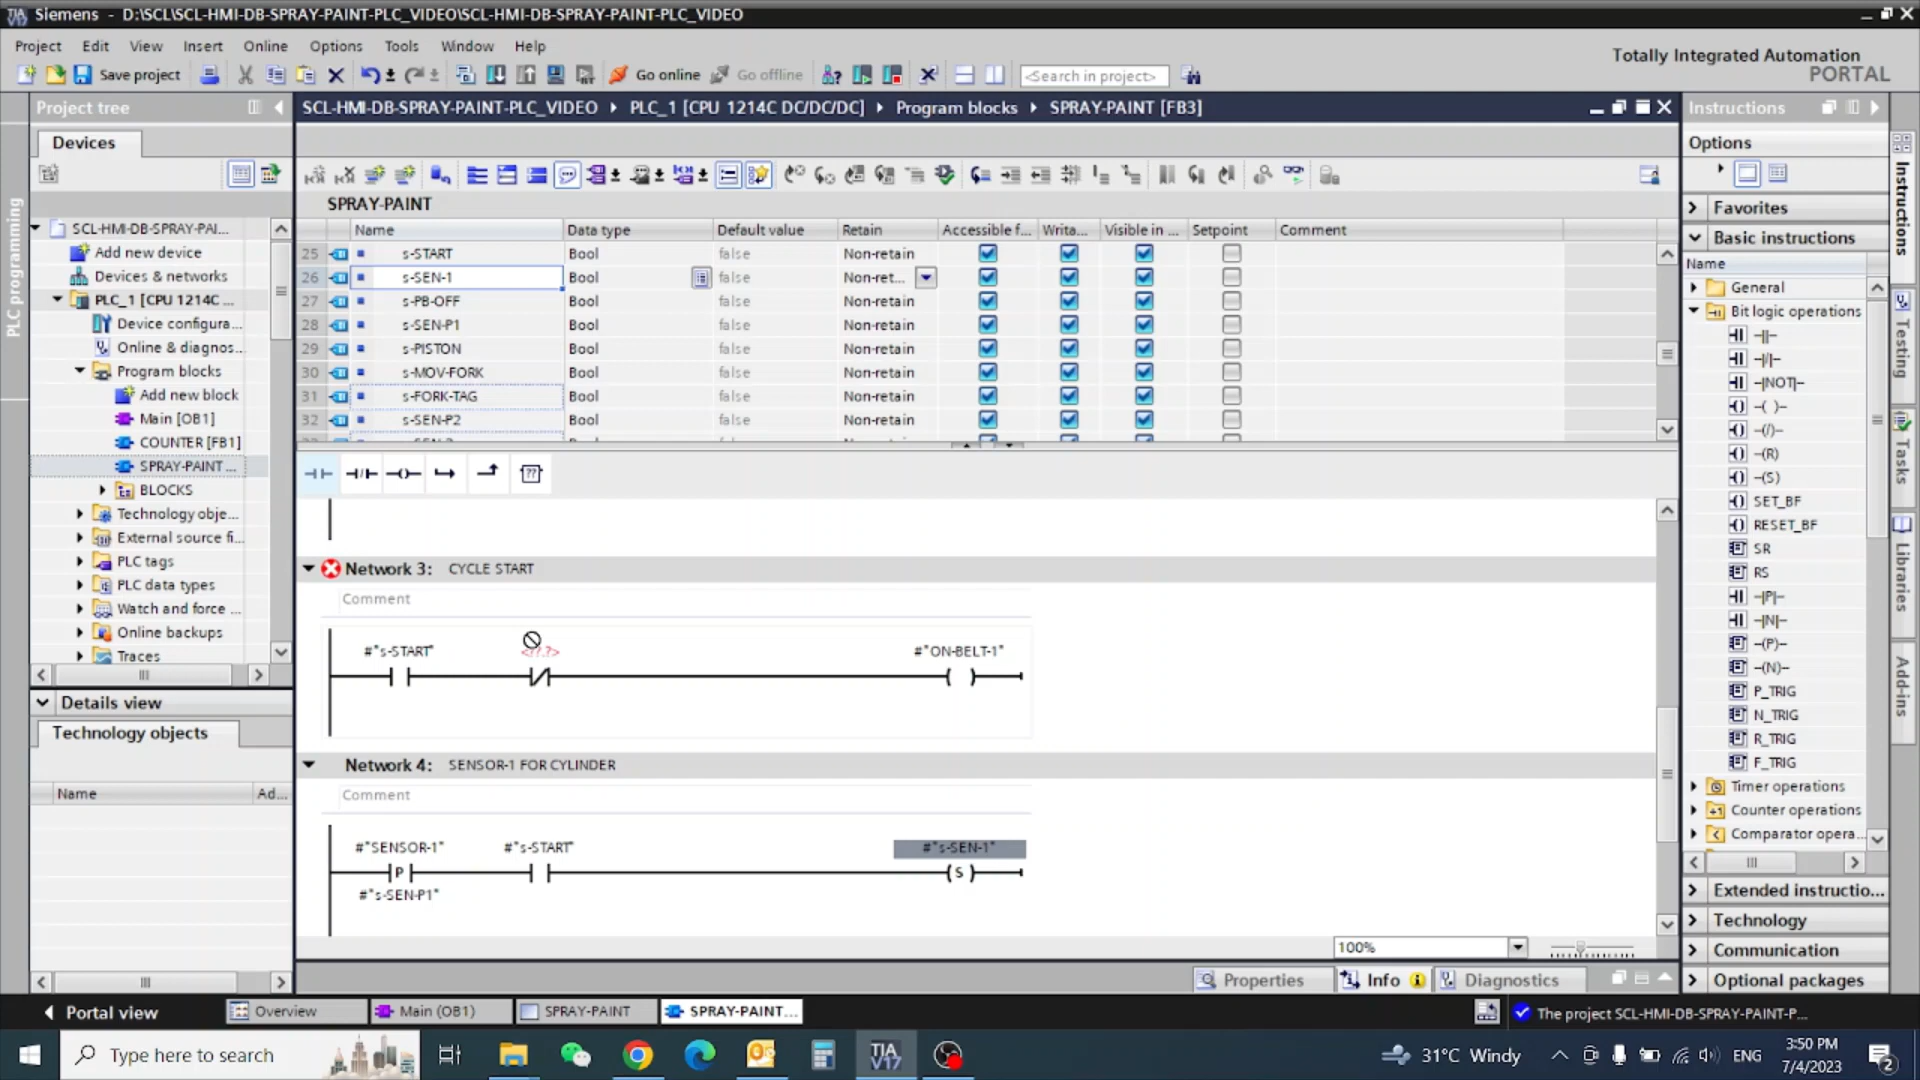 Siemens - D:\SCL\SCL-HMI-DB-SPRAY-PAINT-PLC_VIDEO\SCL-HMI-DB-SPRAY-PAINT-PLC_VIDEO
Project Edit View Insert Online Options Tools Window Help
Totally Integrated Automation
PORTAL
Save project
Go online
Go offline
<Search in project>
Project tree
SCL-HMI-DB-SPRAY-PAINT-PLC_VIDEO PLC_1 [CPU 1214C DC/DC/DC] Program blocks SPRAY-PAINT [FB3]
Instructions
Devices
Options
PLC programming
SPRAY-PAINT
Name Data type Default value Retain Accessible f... Writa... Visible in ... Setpoint Comment
25 s-START Bool false Non-retain
26 s-SEN-1 Bool false Non-ret...
27 s-PB-OFF Bool false Non-retain
28 s-SEN-P1 Bool false Non-retain
29 s-PISTON Bool false Non-retain
30 s-MOV-FORK Bool false Non-retain
31 s-FORK-TAG Bool false Non-retain
32 s-SEN-P2 Bool false Non-retain
SCL-HMI-DB-SPRAY-PAI...
Add new device
Devices & networks
PLC_1 [CPU 1214C ...
Device configura...
Online & diagnos...
Program blocks
Add new block
Main [OB1]
COUNTER [FB1]
SPRAY-PAINT ...
BLOCKS
Technology obje...
External source fi...
PLC tags
PLC data types
Watch and force ...
Online backups
Traces
Details view
Technology objects
Name Ad...
Network 3: CYCLE START
Comment
#"s-START" <??.?> #"ON-BELT-1"
Network 4: SENSOR-1 FOR CYLINDER
Comment
#"SENSOR-1" #"s-START" #"s-SEN-1"
P S
#"s-SEN-P1"
100%
Properties Info Diagnostics
Favorites
Basic instructions
Name
General
Bit logic operations
-| |-
-|/|-
-|NOT|-
-( )-
-(/)-
-(R)
-(S)
SET_BF
RESET_BF
SR
RS
-|P|-
-|N|-
-(P)-
-(N)-
P_TRIG
N_TRIG
R_TRIG
F_TRIG
Timer operations
Counter operations
Comparator opera...
Extended instructio...
Technology
Communication
Optional packages
Instructions
Testing
Tasks
Libraries
Add-ins
Portal view Overview Main (OB1) SPRAY-PAINT SPRAY-PAINT... The project SCL-HMI-DB-SPRAY-PAINT-P...
Type here to search
TIA
V17
31°C Windy
ENG
3:50 PM
7/4/2023
2